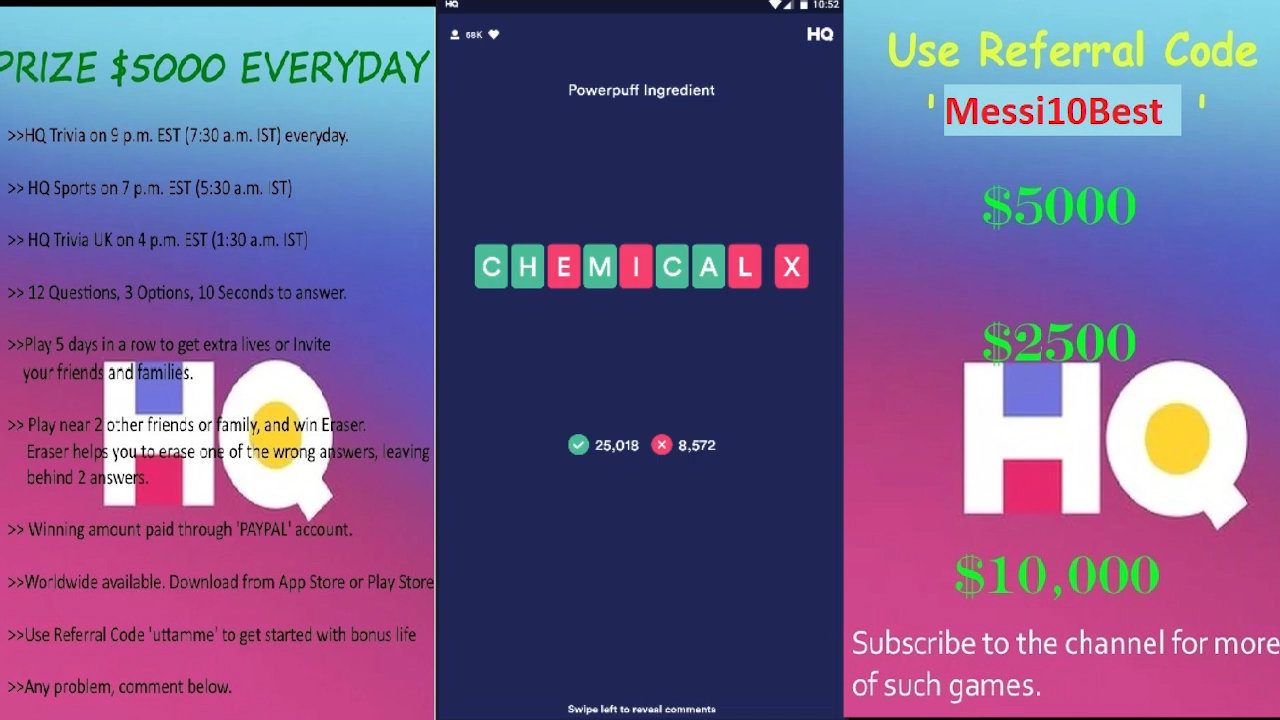 PRIZE $5000 EVERYDAY
>>HQ Trivia on 9 p.m. EST (7:30 a.m. IST) everyday.
>> HQ Sports on 7 p.m. EST (5:30 a.m. IST)
>> HQ Trivia UK on 4 p.m. EST (1:30 a.m. IST)
>> 12 Questions, 3 Options, 10 Seconds to answer.
>>Play 5 days in a row to get extra lives or Invite
your friends and families.
>> Play near 2 other friends or family, and win Eraser.
Eraser helps you to erase one of the wrong answers, leaving
behind 2 answers.
>> Winning amount paid through 'PAYPAL' account.
>>Worldwide available. Download from App Store or Play Store
>>Use Referral Code 'uttamme' to get started with bonus life
>>Any problem, comment below.
HQ
HQ
10:52
68K
HQ
Powerpuff Ingredient
CHEMICAL X
25,018 8,572
Swipe left to reveal comments
Use Referral Code
' Messi10Best '
$5000
$2500
HQ
$10,000
Subscribe to the channel for more
of such games.